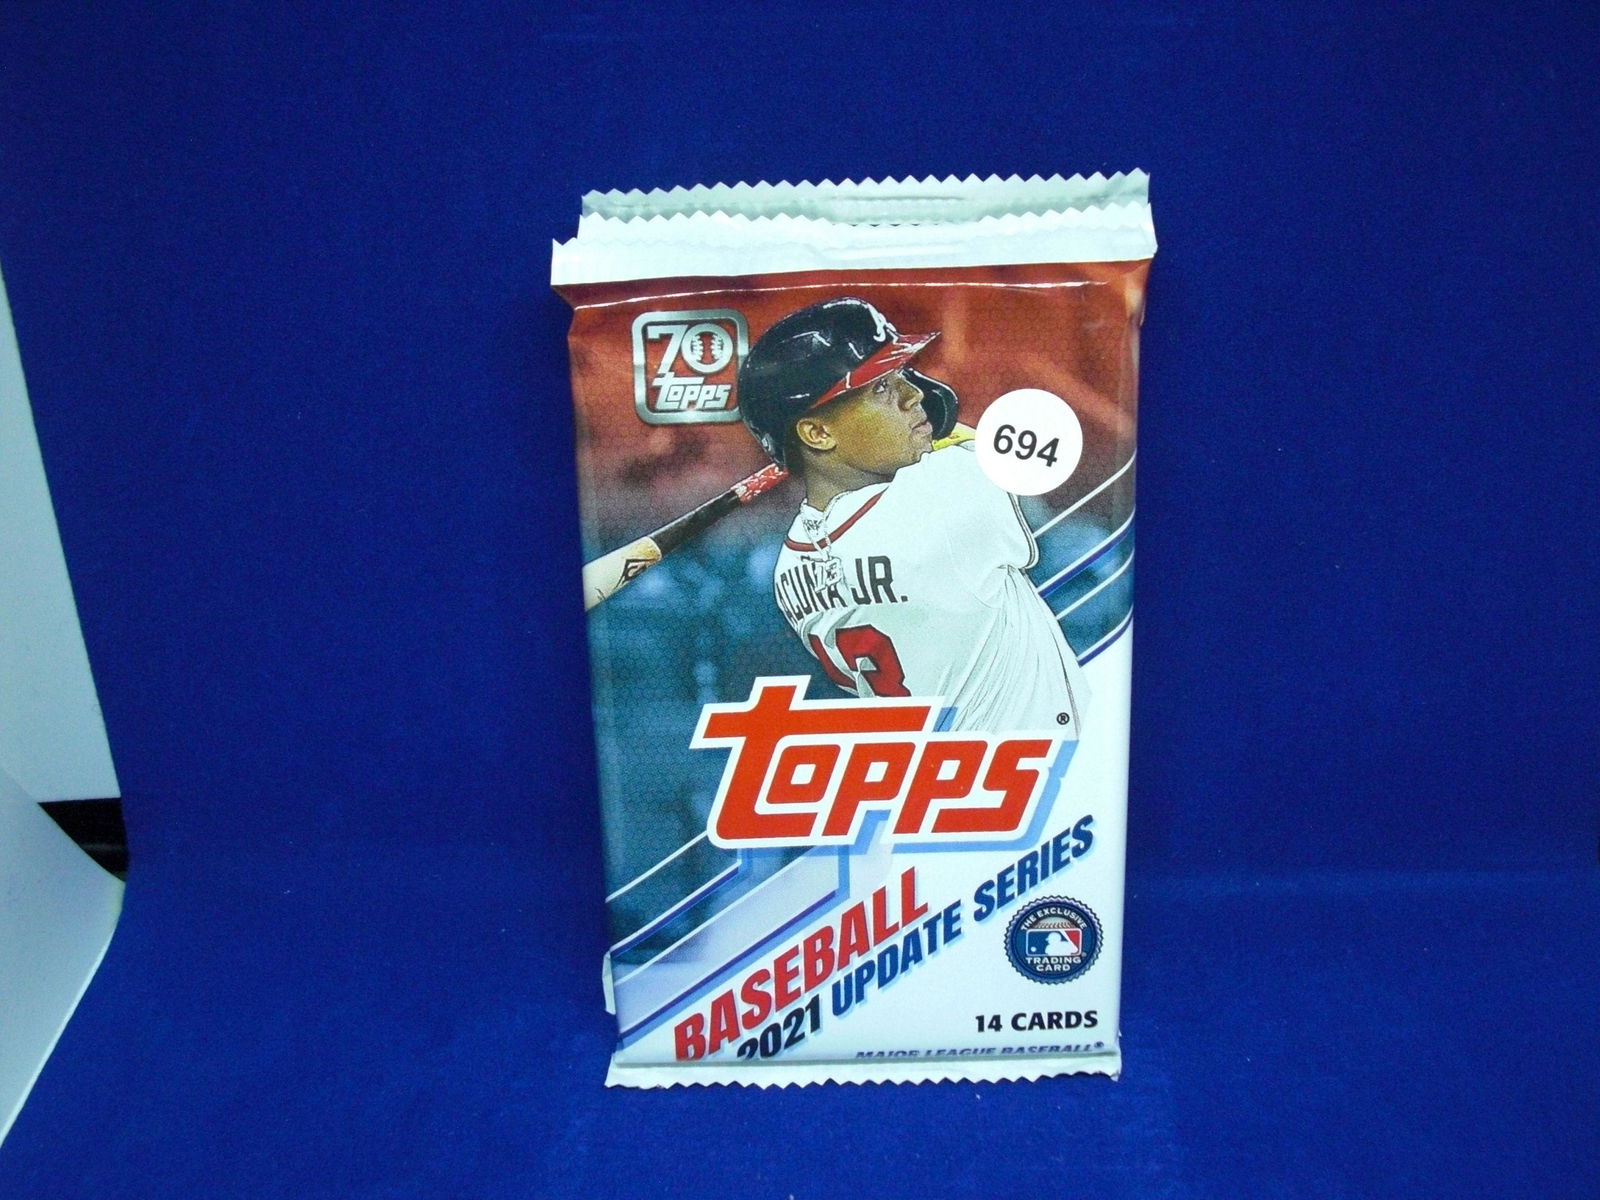 70
topps
694
ACUÑA JR.
13
topps®
BASEBALL
2021 UPDATE SERIES
THE EXCLUSIVE
TRADING
CARD
14 CARDS
MAJOR LEAGUE BASEBALL®